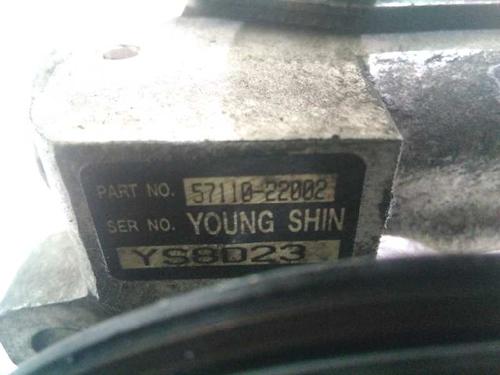 PART NO. 57110-22002
SER NO. YOUNG SHIN
YS8D23